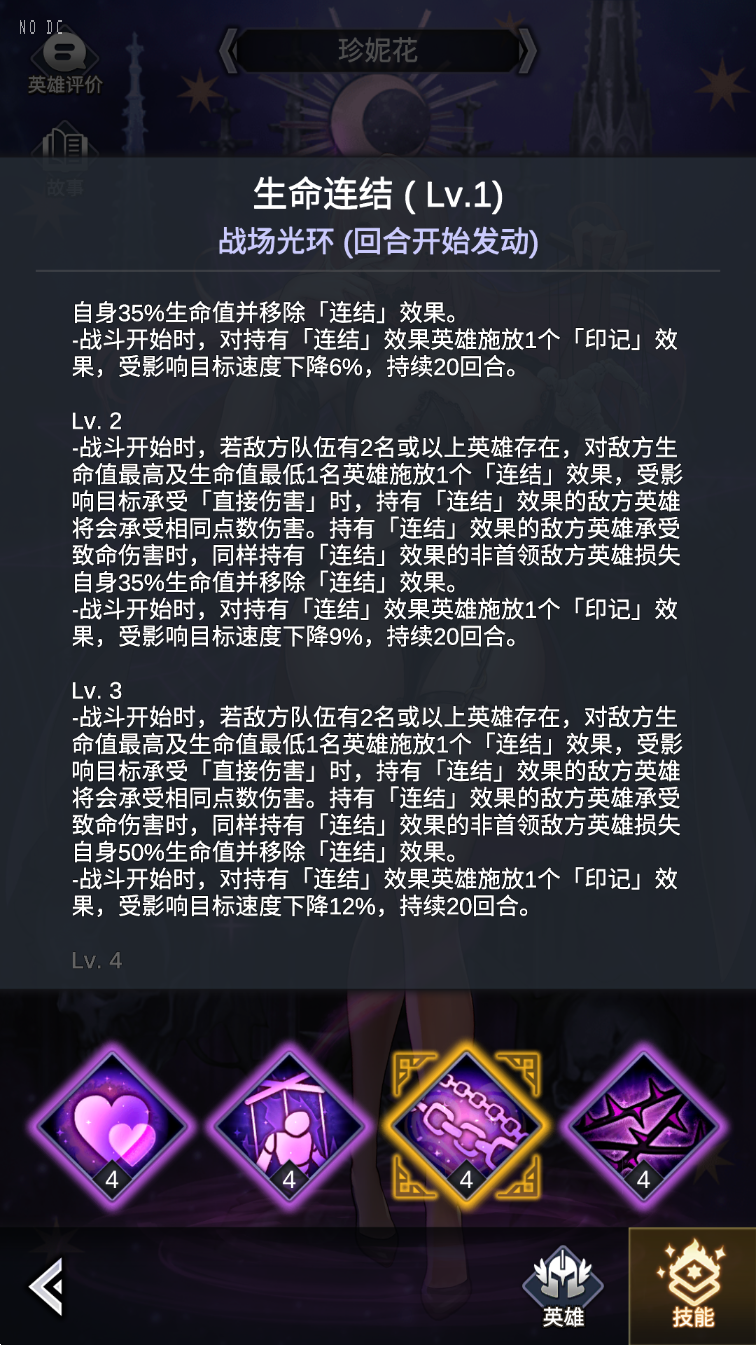 NO DC
珍妮花
英雄评价
故事
生命连结 ( Lv.1)
战场光环 (回合开始发动)
自身35%生命值并移除「连结」效果。
-战斗开始时，对持有「连结」效果英雄施放1个「印记」效
果，受影响目标速度下降6%，持续20回合。
Lv. 2
-战斗开始时，若敌方队伍有2名或以上英雄存在，对敌方生
命值最高及生命值最低1名英雄施放1个「连结」效果，受影
响目标承受「直接伤害」时，持有「连结」效果的敌方英雄
将会承受相同点数伤害。持有「连结」效果的敌方英雄承受
致命伤害时，同样持有「连结」效果的非首领敌方英雄损失
自身35%生命值并移除「连结」效果。
-战斗开始时，对持有「连结」效果英雄施放1个「印记」效
果，受影响目标速度下降9%，持续20回合。
Lv. 3
-战斗开始时，若敌方队伍有2名或以上英雄存在，对敌方生
命值最高及生命值最低1名英雄施放1个「连结」效果，受影
响目标承受「直接伤害」时，持有「连结」效果的敌方英雄
将会承受相同点数伤害。持有「连结」效果的敌方英雄承受
致命伤害时，同样持有「连结」效果的非首领敌方英雄损失
自身50%生命值并移除「连结」效果。
-战斗开始时，对持有「连结」效果英雄施放1个「印记」效
果，受影响目标速度下降12%，持续20回合。
Lv. 4
4
4
4
4
英雄
技能